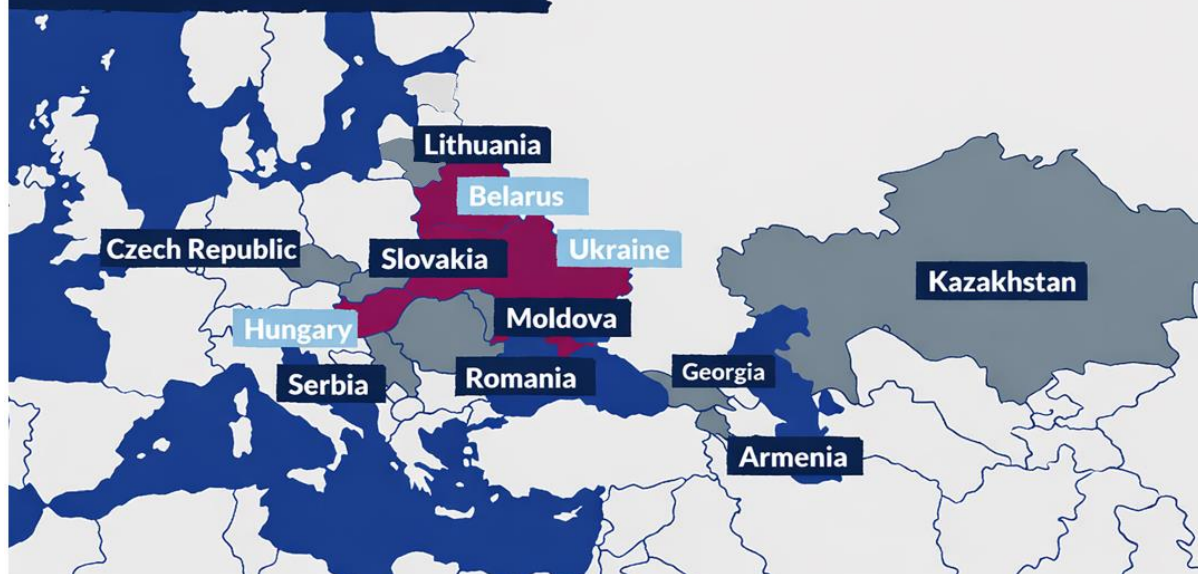 Lithuania
Belarus
Ukraine
Czech Republic
Slovakia
Kazakhstan
Hungary
Moldova
Serbia
Romania
Georgia
Armenia